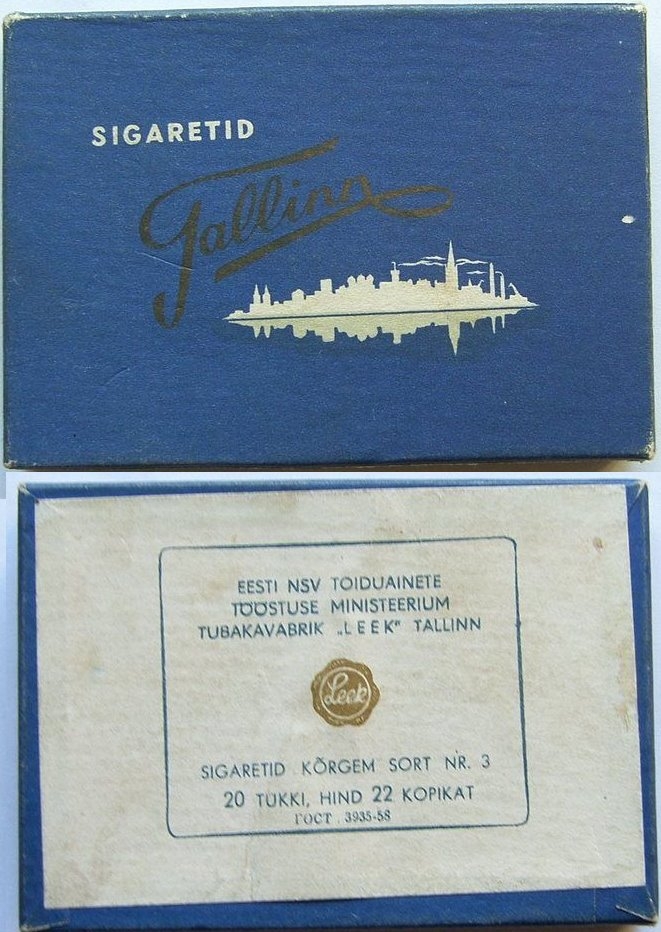 SIGARETID
Tallinn
EESTI NSV TOIDUAINETE
TÖÖSTUSE MINISTEERIUM
TUBAKAVABRIK „LEEK" TALLINN
Leek
SIGARETID KÕRGEM SORT NR. 3
20 TÜKKI, HIND 22 KOPIKAT
ГОСТ 3935-58